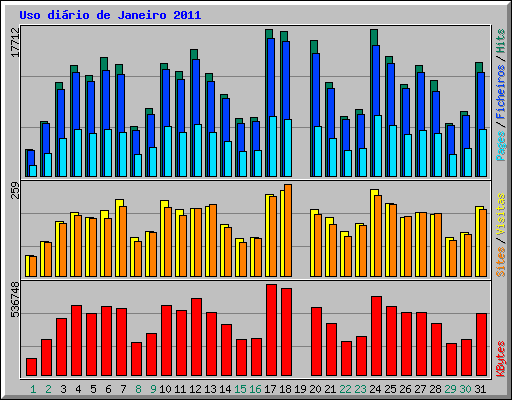 Uso diário de Janeiro 2011
17712
Pages / Ficheiros / Hits
259
Sites / Visitas
536748
KBytes
1 2 3 4 5 6 7 8 9 10 11 12 13 14 15 16 17 18 19 20 21 22 23 24 25 26 27 28 29 30 31